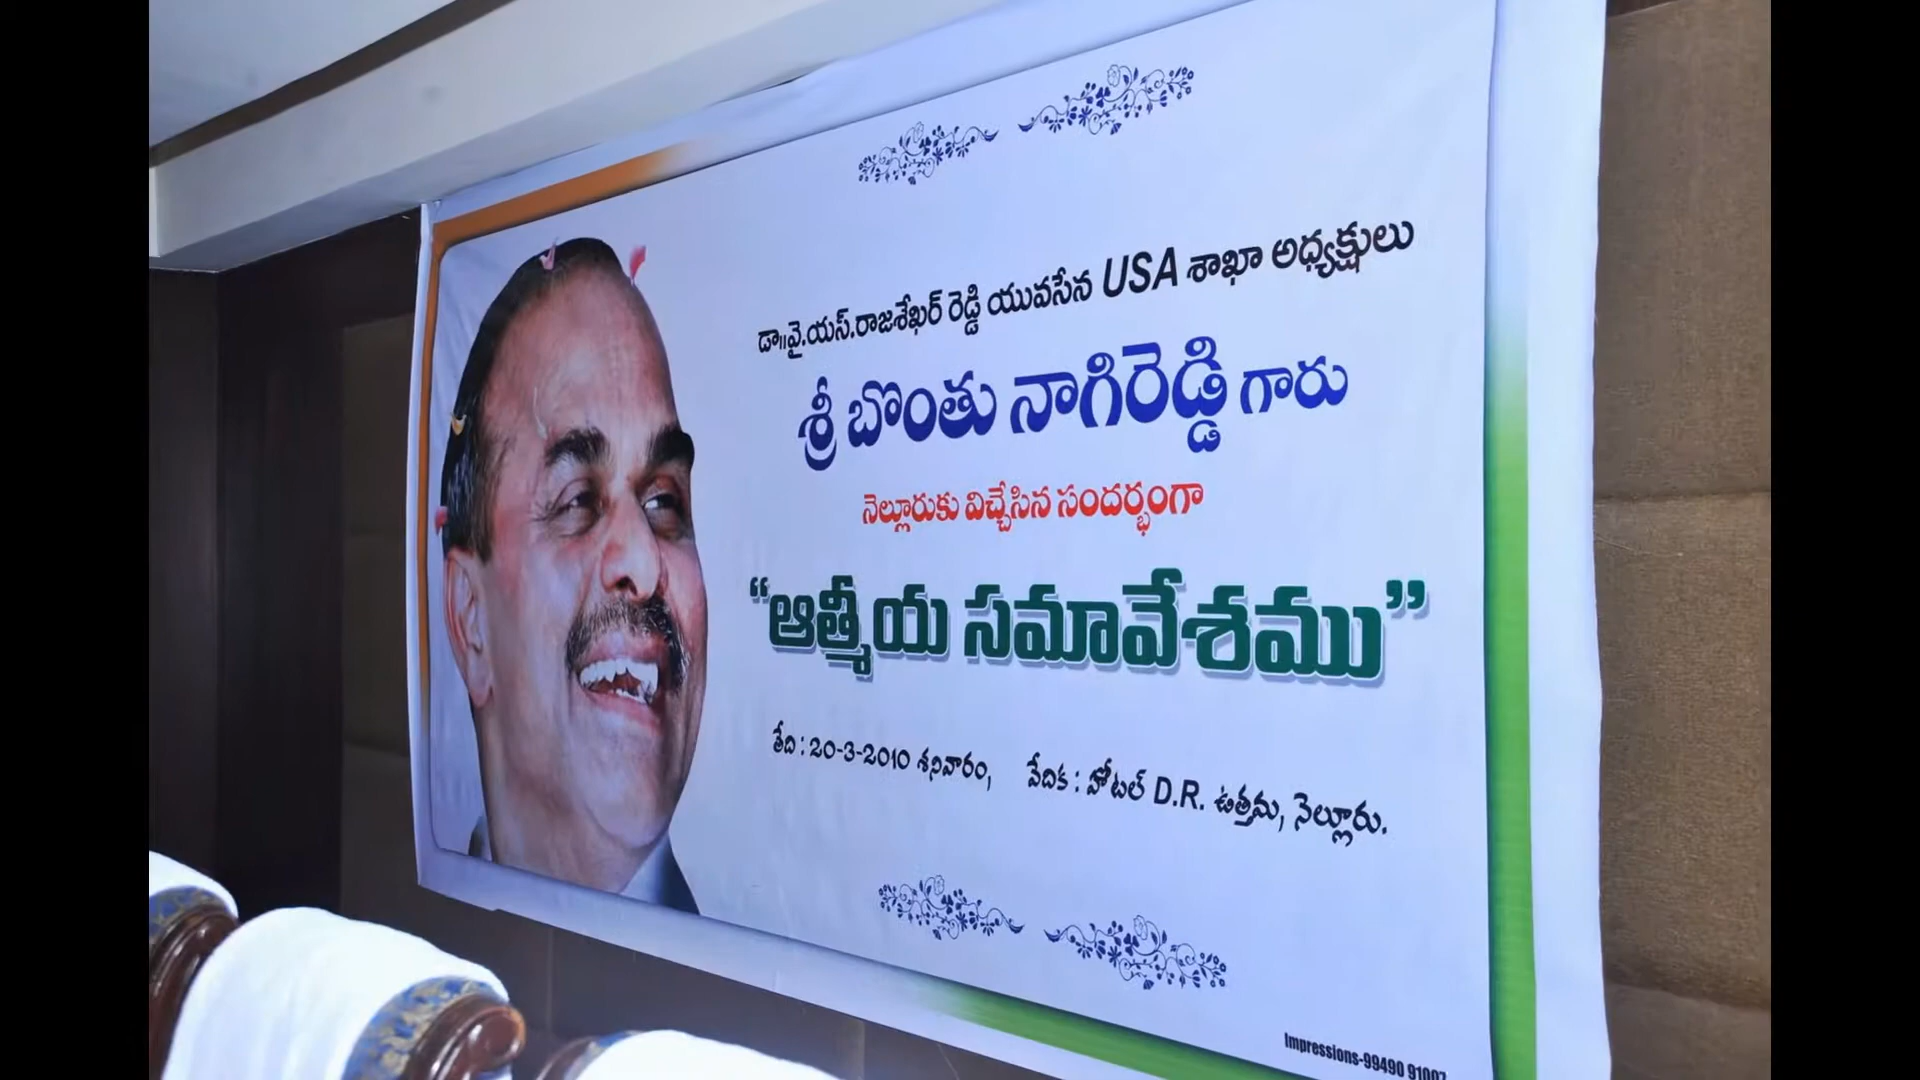 డా॥వై.యస్.రాజశేఖర్ రెడ్డి యువసేన USA శాఖా అధ్యక్షులు
శ్రీ బొంతు నాగిరెడ్డి గారు
నెల్లూరుకు విచ్చేసిన సందర్భంగా
“ఆత్మీయ సమావేశము”
తేది : 20-3-2010 శనివారం, వేదిక : హోటల్ D.R. ఉత్తమ, నెల్లూరు.
Impressions-99490 91007